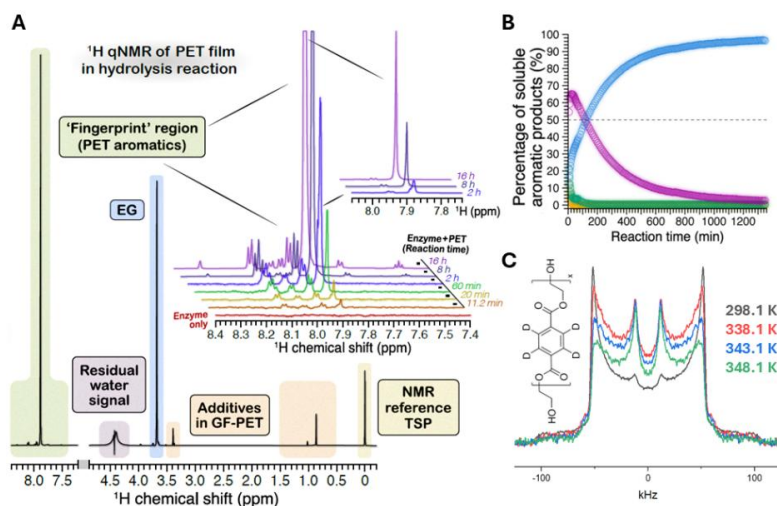 A
¹H qNMR of PET film
in hydrolysis reaction
'Fingerprint' region
(PET aromatics)
EG
16 h
8 h
2 h
8.0 7.9 7.8
¹H (ppm)
Enzyme+PET
(Reaction time)
16 h
8 h
2 h
60 min
20 min
11.2 min
Enzyme
only
8.4 8.3 8.2 8.1 8.0 7.9 7.8 7.7 7.6 7.5 7.4
¹H chemical shift (ppm)
Residual
water
signal
Additives
in GF-PET
NMR
reference
TSP
8.0 7.5 4.5 4.0 3.5 3.0 2.5 2.0 1.5 1.0 0.5 0
¹H chemical shift (ppm)
B
Percentage of soluble
aromatic products (%)
100
90
80
70
60
50
40
30
20
10
0
0 200 400 600 800 1000 1200
Reaction time (min)
C
HO
x
O
O
D
D
D
D
O
O
x
OH
298.1 K
338.1 K
343.1 K
348.1 K
-100 -50 0 50 100
kHz